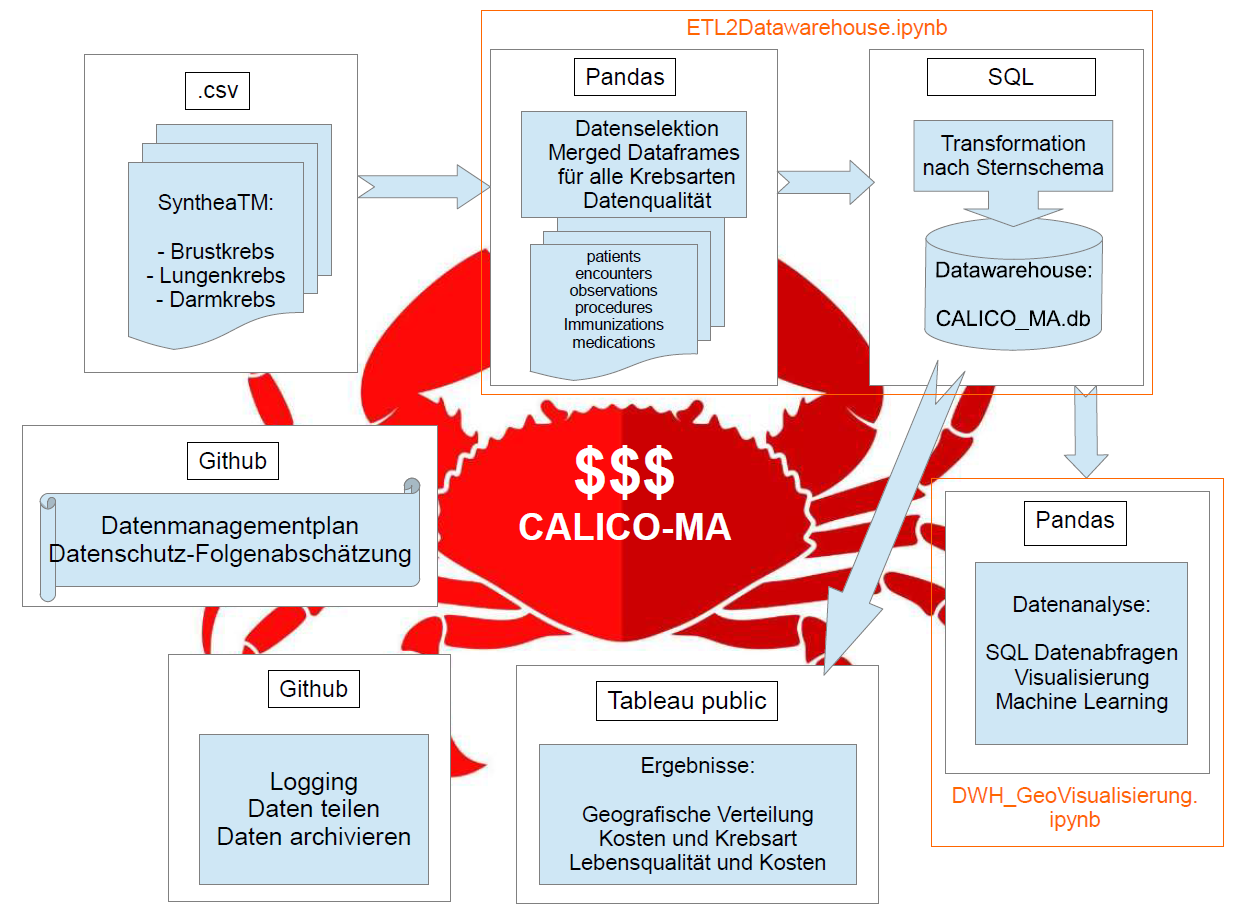 ETL2Datawarehouse.ipynb
.csv
SyntheaTM:
- Brustkrebs
- Lungenkrebs
- Darmkrebs
Pandas
Datenselektion
Merged Dataframes
für alle Krebsarten
Datenqualität
patients
encounters
observations
procedures
Immunizations
medications
SQL
Transformation
nach Sternschema
Datawarehouse:
CALICO_MA.db
$$$
CALICO-MA
Github
Datenmanagementplan
Datenschutz-Folgenabschätzung
Pandas
Datenanalyse:
SQL Datenabfragen
Visualisierung
Machine Learning
DWH_GeoVisualisierung.
ipynb
Github
Logging
Daten teilen
Daten archivieren
Tableau public
Ergebnisse:
Geografische Verteilung
Kosten und Krebsart
Lebensqualität und Kosten